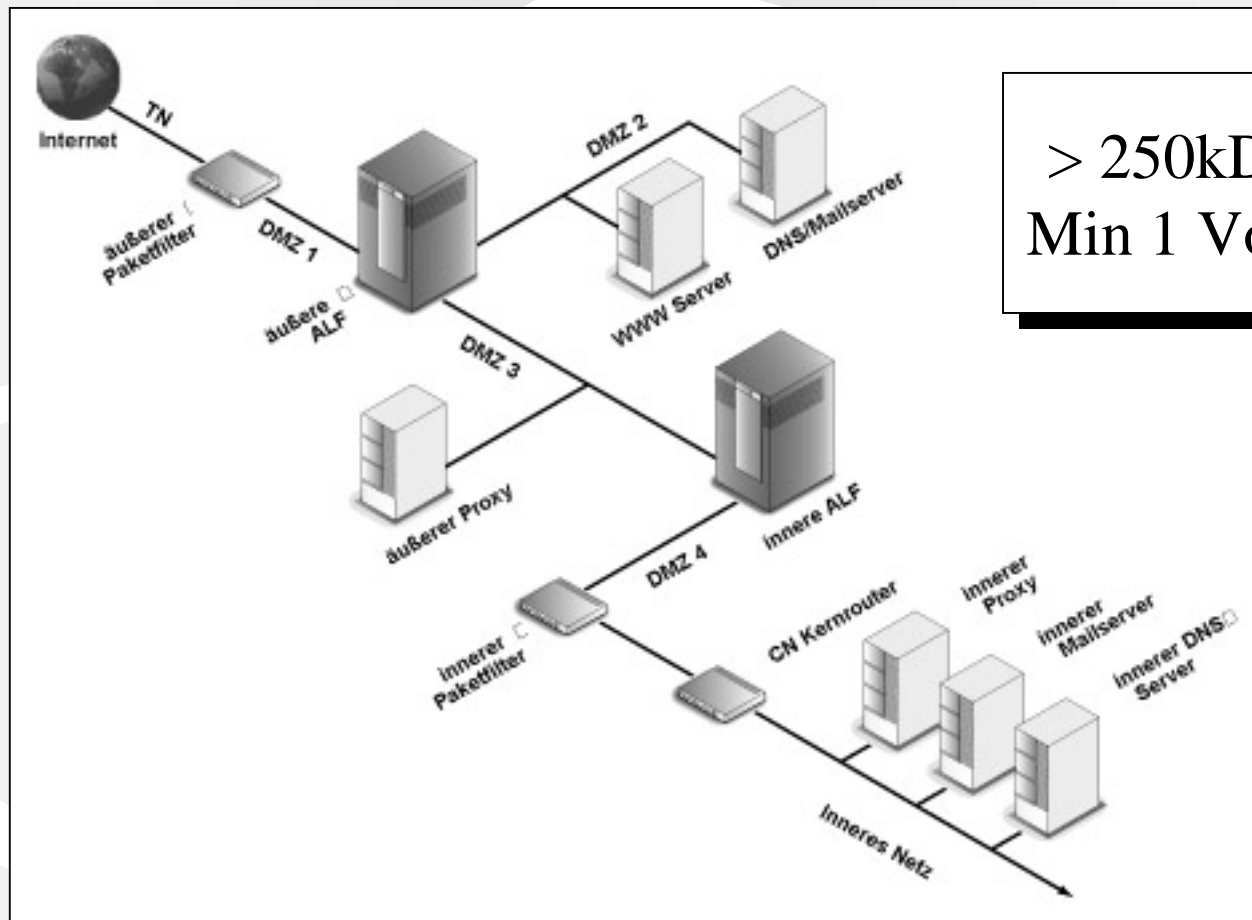 Internet
TN
äußerer
Paketfilter
DMZ 1
äußere
ALF
DMZ 2
DNS/Mailserver
WWW Server
DMZ 3
äußerer Proxy
innere ALF
DMZ 4
innerer
Paketfilter
CN Kernrouter
innerer
Proxy
innerer
Mailserver
innerer DNS
Server
Inneres Netz
> 250kD
Min 1 Vo